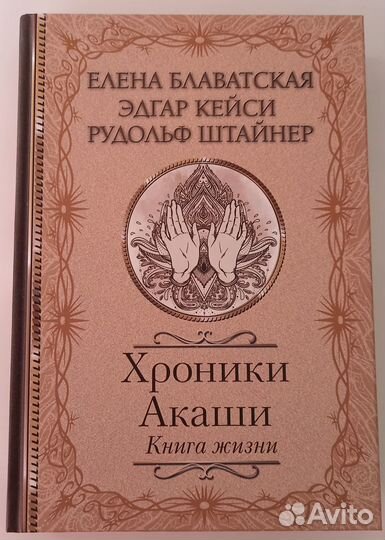 ЕЛЕНА БЛАВАТСКАЯ
ЭДГАР КЕЙСИ
РУДОЛЬФ ШТАЙНЕР
Хроники
Акаши
Книга жизни
Avito